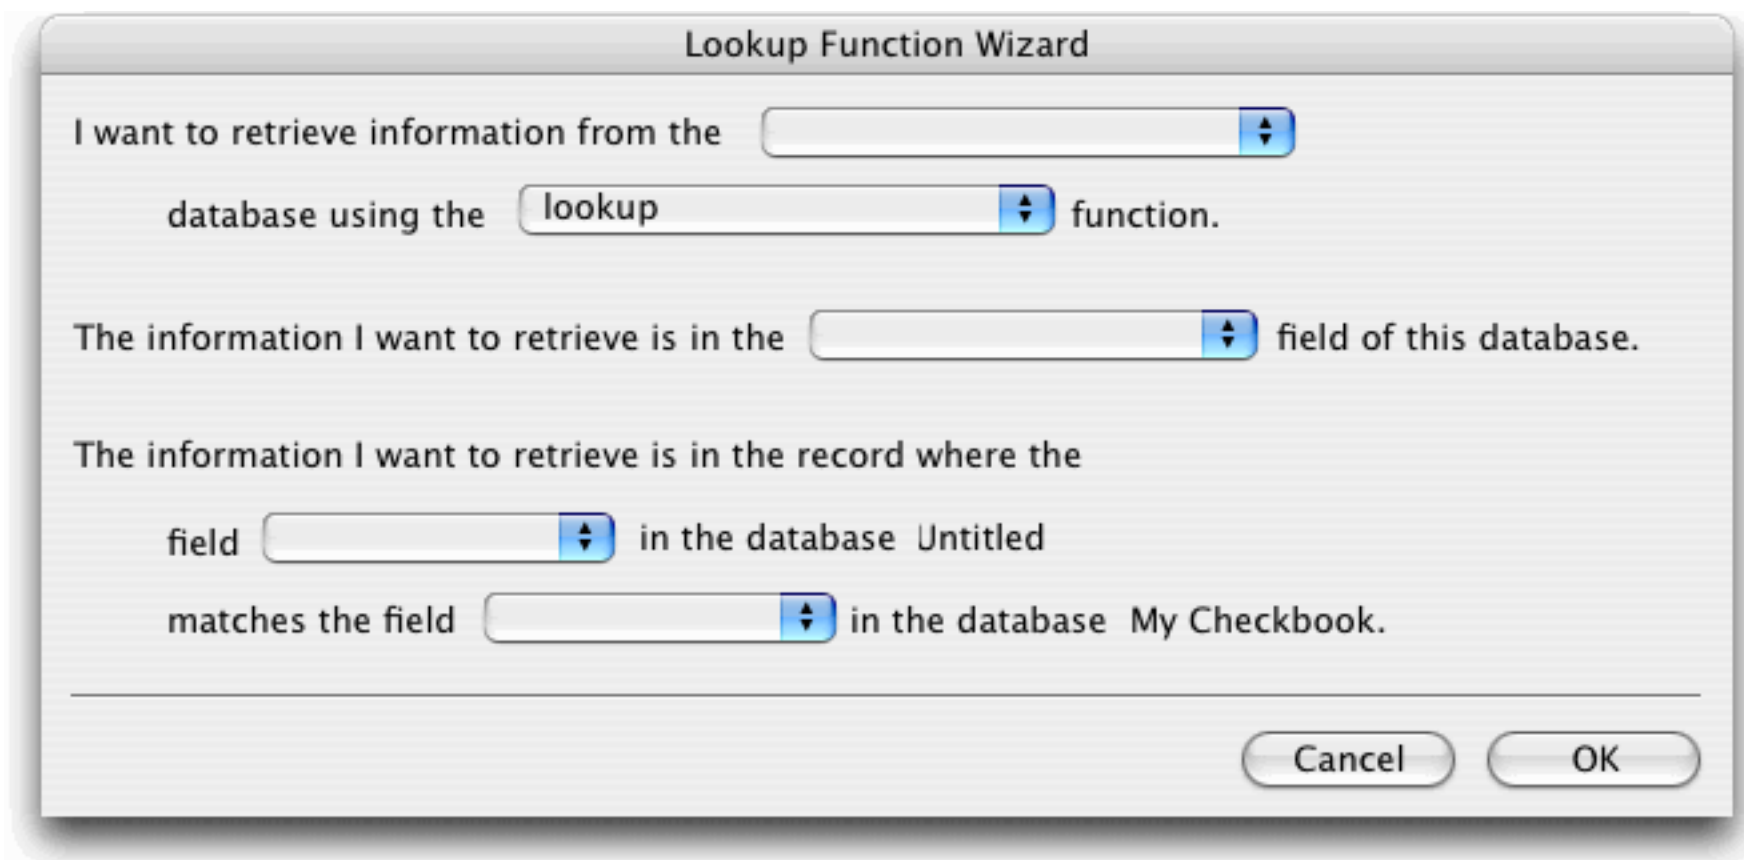 Lookup Function Wizard
I want to retrieve information from the
database using the lookup function.
The information I want to retrieve is in the field of this database.
The information I want to retrieve is in the record where the
field in the database Untitled
matches the field in the database My Checkbook.
Cancel OK